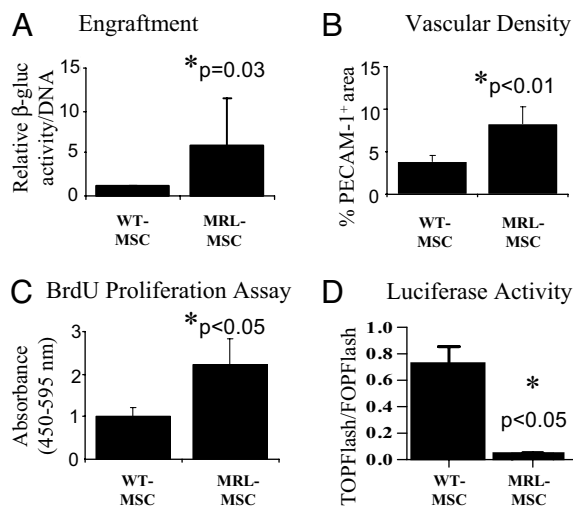 A Engraftment
Relative β-gluc
activity/DNA
15
10
5
0
*p=0.03
WT-
MSC
MRL-
MSC
B Vascular Density
% PECAM-1⁺ area
15
10
5
0
*p<0.01
WT-
MSC
MRL-
MSC
C BrdU Proliferation Assay
Absorbance
(450-595 nm)
3
2
1
0
*p<0.05
WT-
MSC
MRL-
MSC
D Luciferase Activity
TOPFlash/FOPFlash
1.0
0.8
0.6
0.4
0.2
0.0
*
p<0.05
WT-
MSC
MRL-
MSC